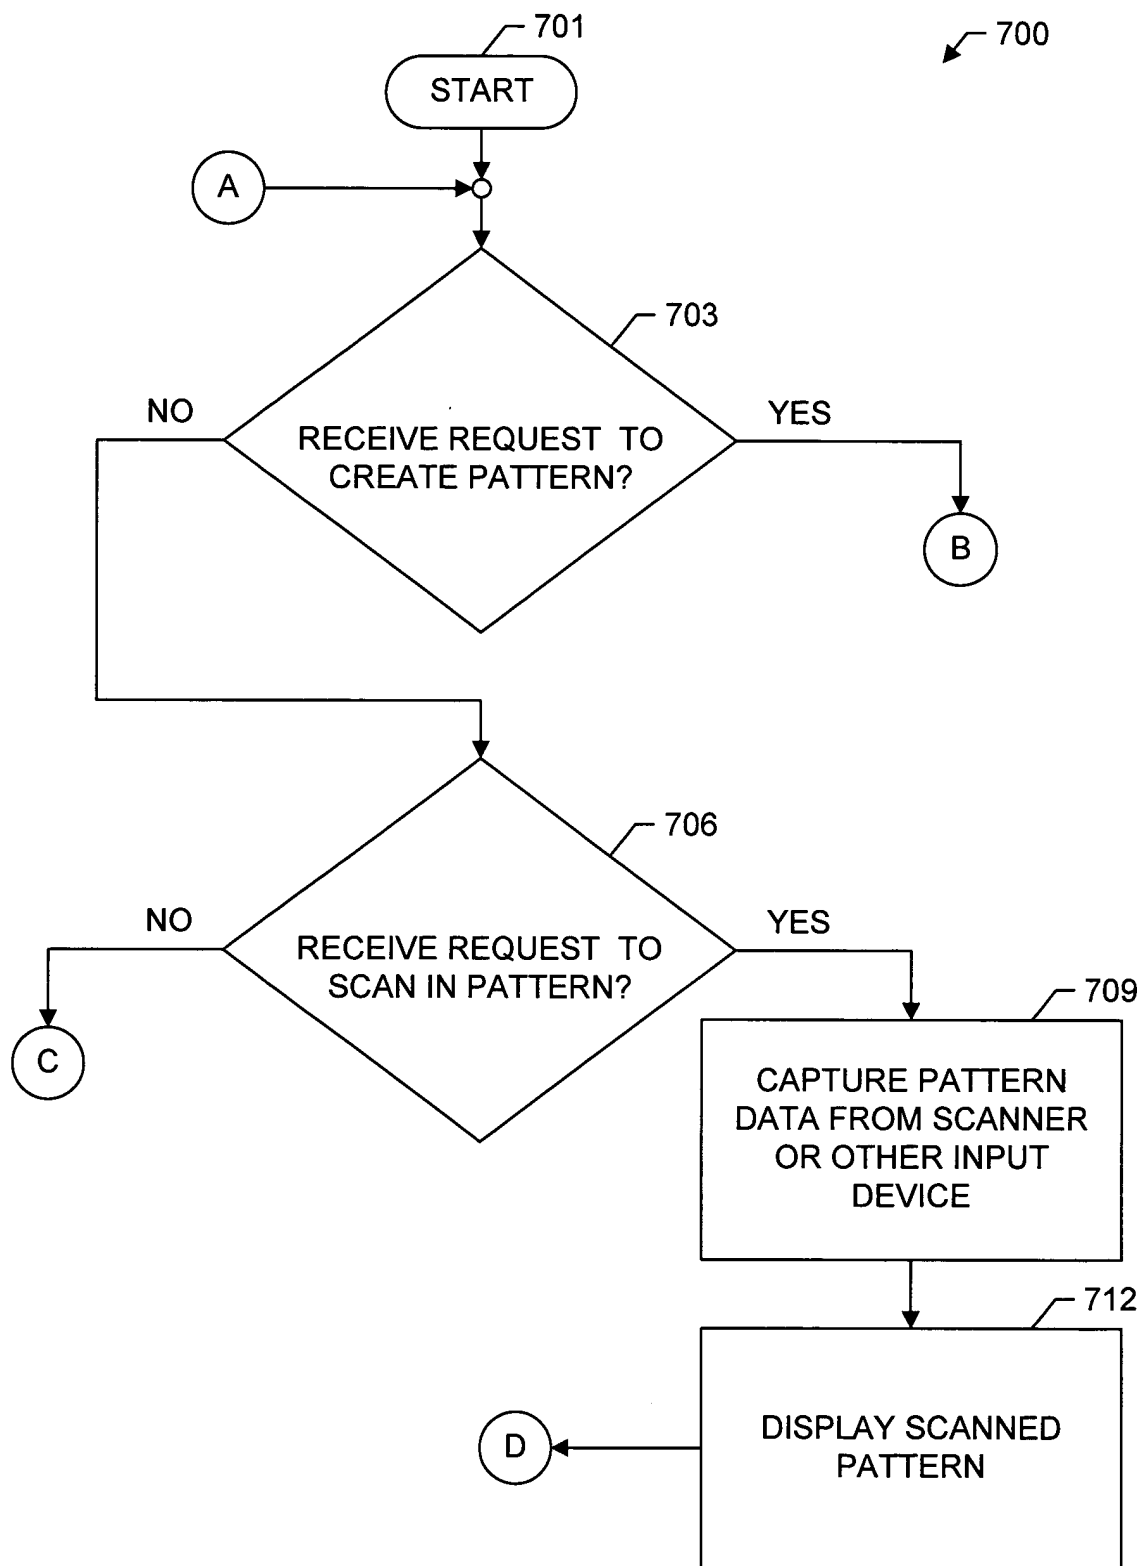 701
700
START
A
703
NO
YES
RECEIVE REQUEST TO
CREATE PATTERN?
B
706
NO
YES
RECEIVE REQUEST TO
SCAN IN PATTERN?
709
C
CAPTURE PATTERN
DATA FROM SCANNER
OR OTHER INPUT
DEVICE
712
D
DISPLAY SCANNED
PATTERN